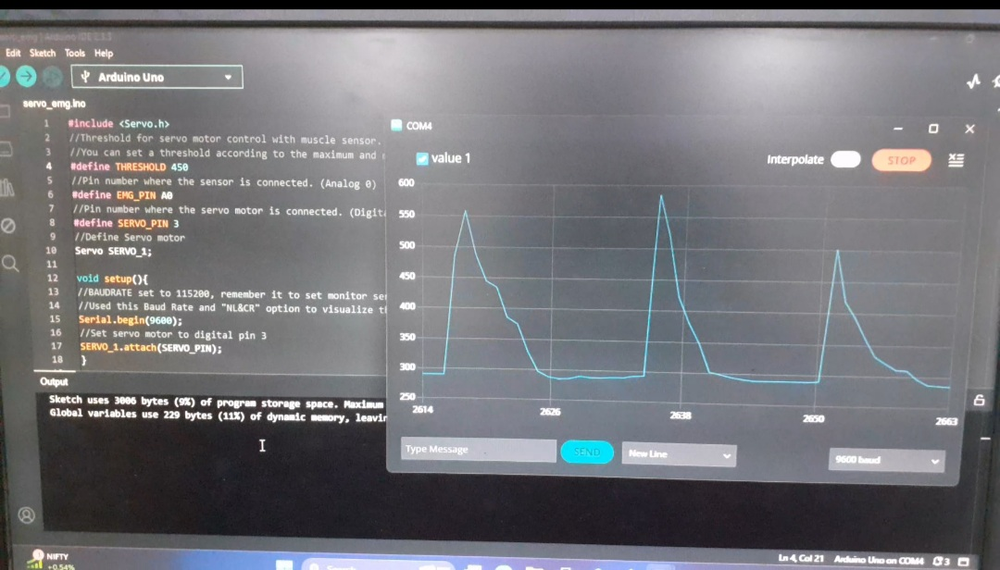 Edit Sketch Tools Help
Arduino Uno
servo_emg.ino
1 #include <Servo.h>
2 //Threshold for servo motor control with muscle sensor.
3 //You can set a threshold according to the maximum and
4 #define THRESHOLD 450
5 //Pin number where the sensor is connected. (Analog 0)
6 #define EMG_PIN A0
7 //Pin number where the servo motor is connected. (Digit
8 #define SERVO_PIN 3
9 //Define Servo motor
10 Servo SERVO_1;
11
12 void setup(){
13 //BAUDRATE set to 115200, remember it to set monitor se
14 //Used this Baud Rate and "NL&CR" option to visualize t
15 Serial.begin(9600);
16 //Set servo motor to digital pin 3
17 SERVO_1.attach(SERVO_PIN);
18 }
COM4
value 1
Interpolate
STOP
600
550
500
450
400
350
300
250
2614 2626 2638 2650 2663
Type Message
SEND
New Line
9600 baud
Output
Sketch uses 3006 bytes (9%) of program storage space. Maximum
Global variables use 229 bytes (11%) of dynamic memory, leavin
Ln 4, Col 21 Arduino Uno on COM4 3
NIFTY
+0.54%
Search